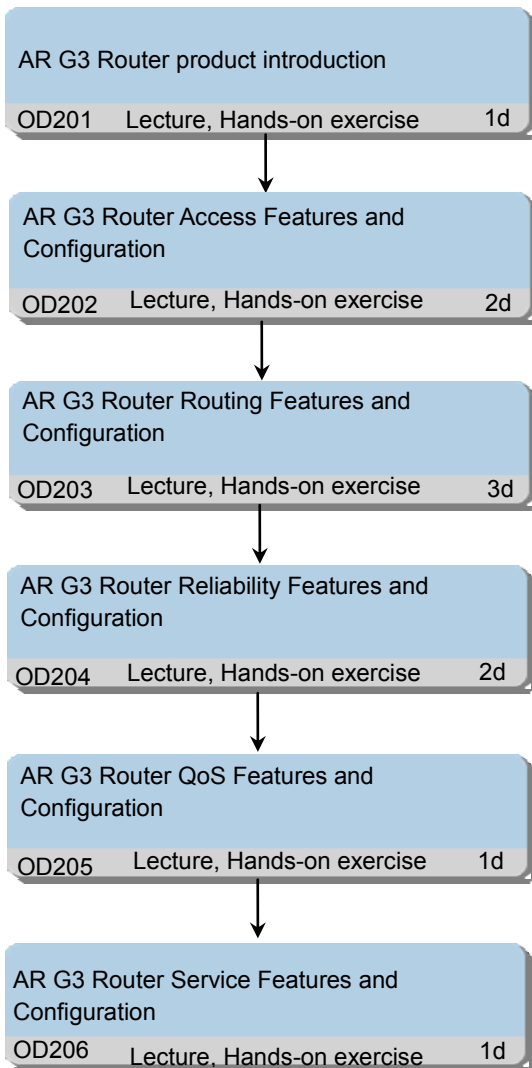 AR G3 Router product introduction
OD201 Lecture, Hands-on exercise 1d
AR G3 Router Access Features and
Configuration
OD202 Lecture, Hands-on exercise 2d
AR G3 Router Routing Features and
Configuration
OD203 Lecture, Hands-on exercise 3d
AR G3 Router Reliability Features and
Configuration
OD204 Lecture, Hands-on exercise 2d
AR G3 Router QoS Features and
Configuration
OD205 Lecture, Hands-on exercise 1d
AR G3 Router Service Features and
Configuration
OD206 Lecture, Hands-on exercise 1d